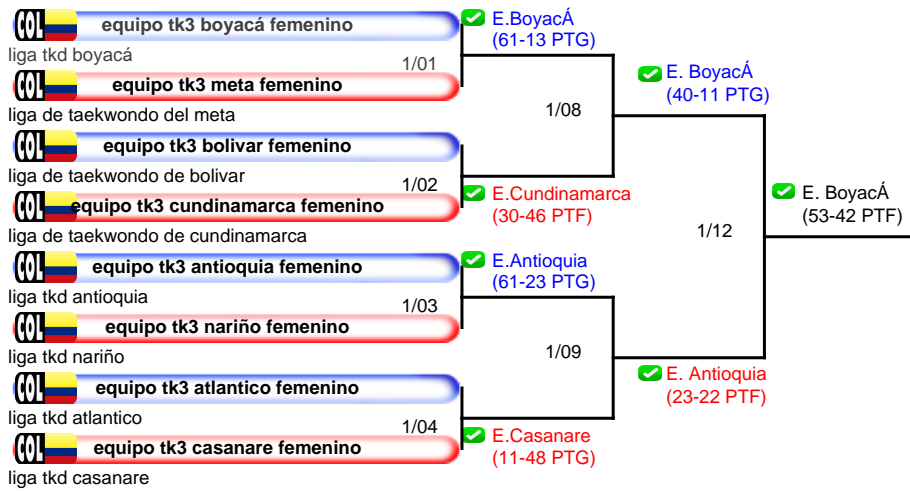 COL equipo tk3 boyacá femenino
liga tkd boyacá
1/01
COL equipo tk3 meta femenino
liga de taekwondo del meta
E.BoyacÁ
(61-13 PTG)
1/08
E. BoyacÁ
(40-11 PTG)
COL equipo tk3 bolivar femenino
liga de taekwondo de bolivar
1/02
COL equipo tk3 cundinamarca femenino
liga de taekwondo de cundinamarca
E.Cundinamarca
(30-46 PTF)
1/12
E. BoyacÁ
(53-42 PTF)
COL equipo tk3 antioquia femenino
liga tkd antioquia
1/03
COL equipo tk3 nariño femenino
liga tkd nariño
E.Antioquia
(61-23 PTG)
1/09
E. Antioquia
(23-22 PTF)
COL equipo tk3 atlantico femenino
liga tkd atlantico
1/04
COL equipo tk3 casanare femenino
liga tkd casanare
E.Casanare
(11-48 PTG)